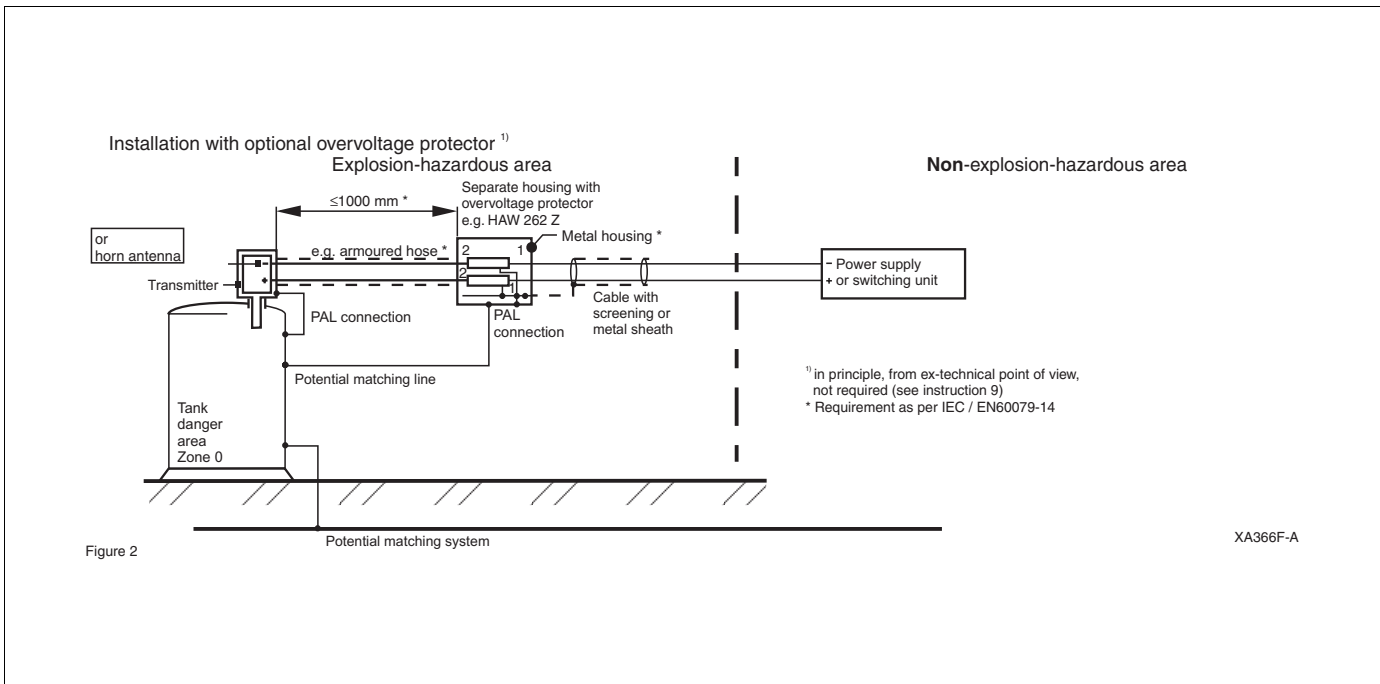 Installation with optional overvoltage protector 1)
Explosion-hazardous area
Non-explosion-hazardous area
≤1000 mm *
Separate housing with
overvoltage protector
e.g. HAW 262 Z
or
horn antenna
e.g. armoured hose *
2
1
Metal housing *
-
Transmitter
+
2
1
- Power supply
+ or switching unit
PAL connection
PAL
connection
Cable with
screening or
metal sheath
Potential matching line
1) in principle, from ex-technical point of view,
not required (see instruction 9)
* Requirement as per IEC / EN60079-14
Tank
danger
area
Zone 0
Potential matching system
Figure 2
XA366F-A